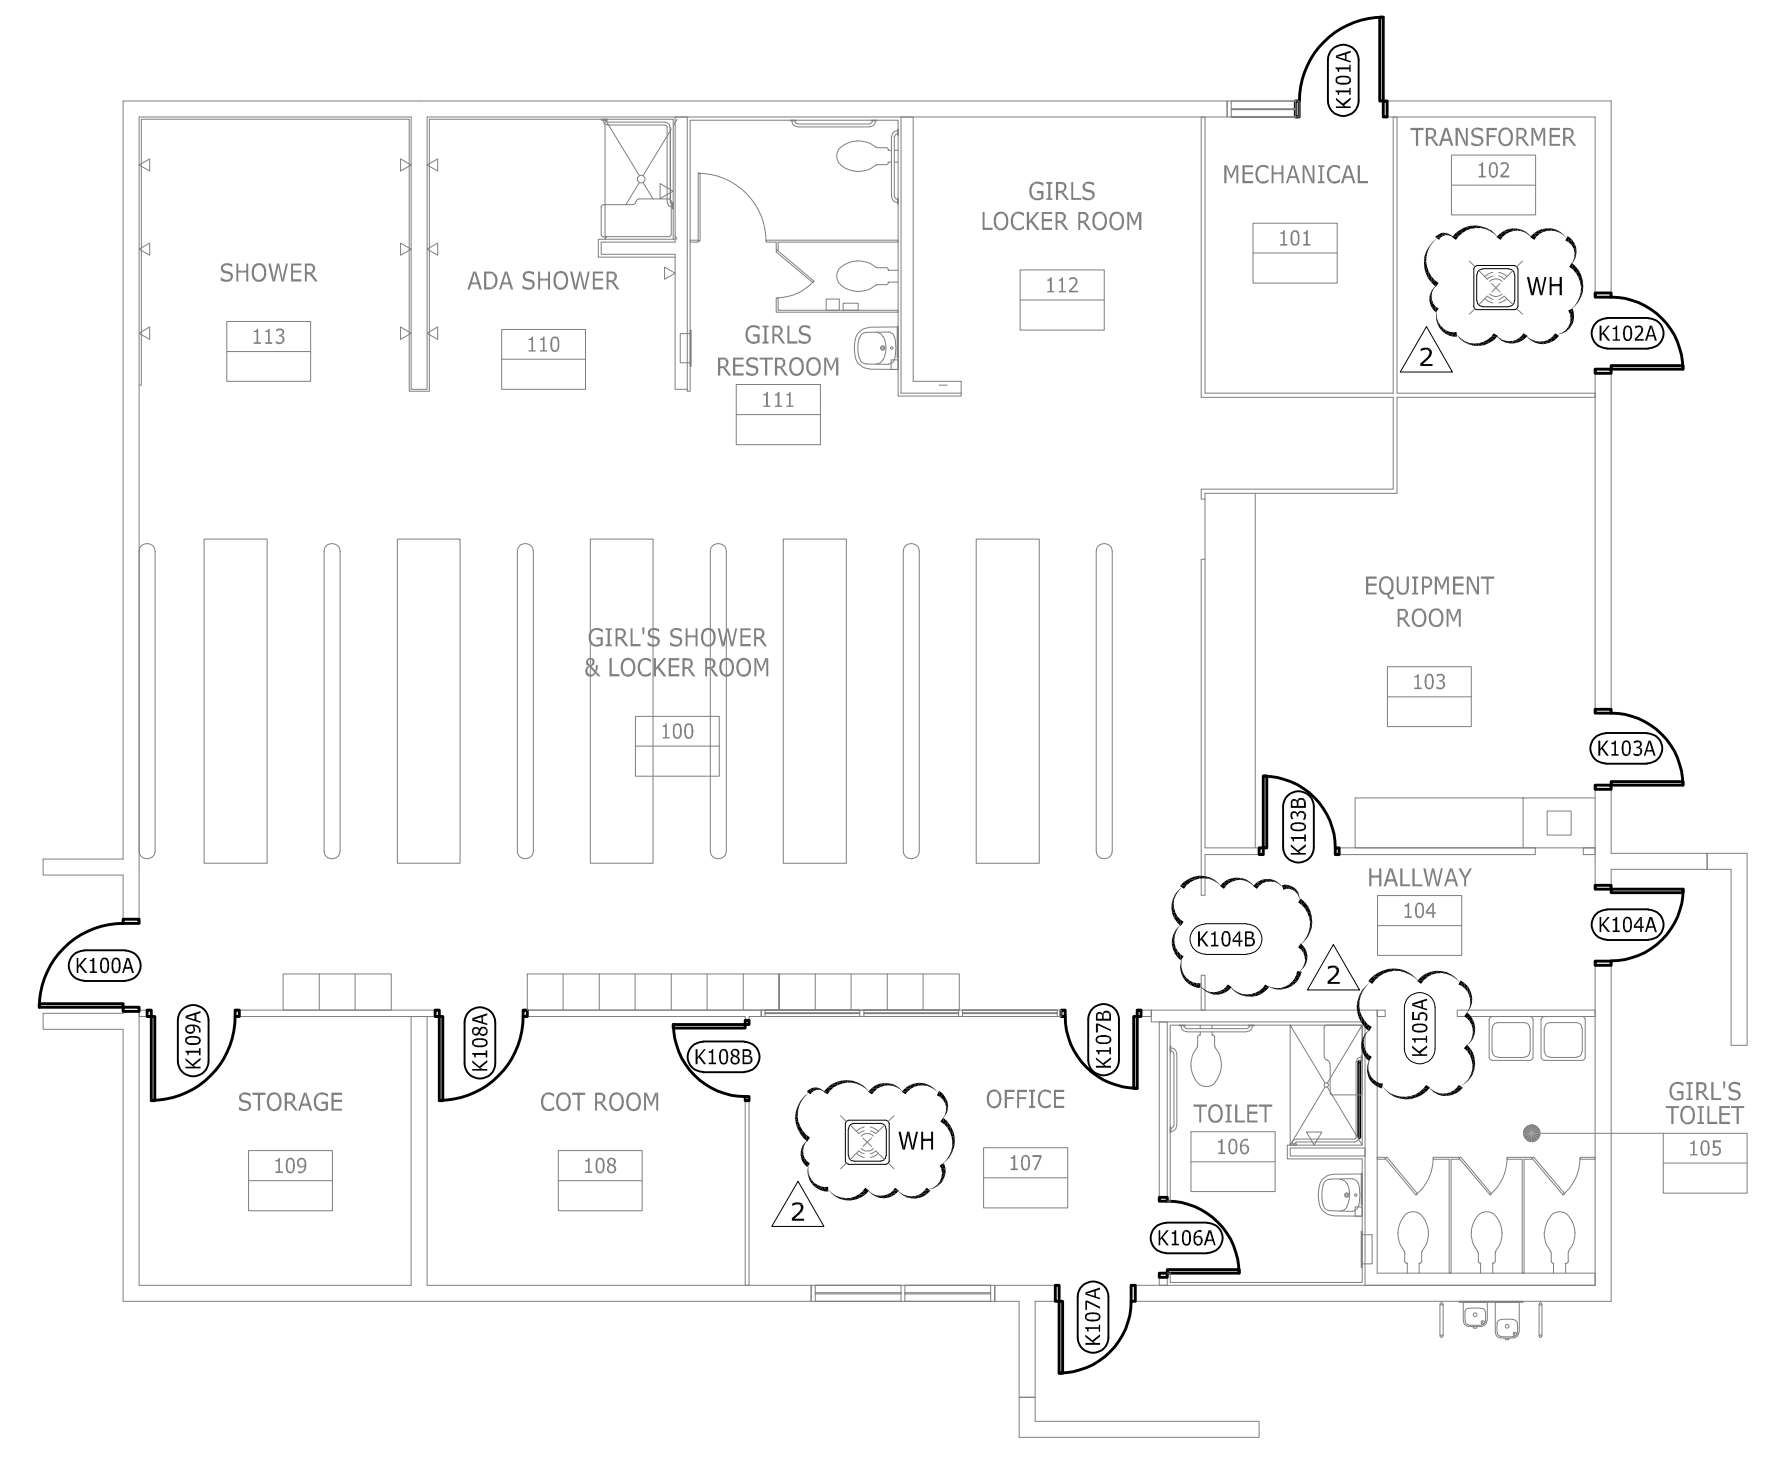 K101A
TRANSFORMER
102
MECHANICAL
101
GIRLS
LOCKER ROOM
112
SHOWER
113
ADA SHOWER
110
GIRLS
RESTROOM
111
WH
2
K102A
EQUIPMENT
ROOM
103
GIRL'S SHOWER
& LOCKER ROOM
100
K103A
K103B
HALLWAY
104
K104A
K104B
2
K100A
K109A
K108A
K108B
K107B
K105A
STORAGE
109
COT ROOM
108
OFFICE
107
WH
2
TOILET
106
GIRL'S
TOILET
105
K106A
K107A